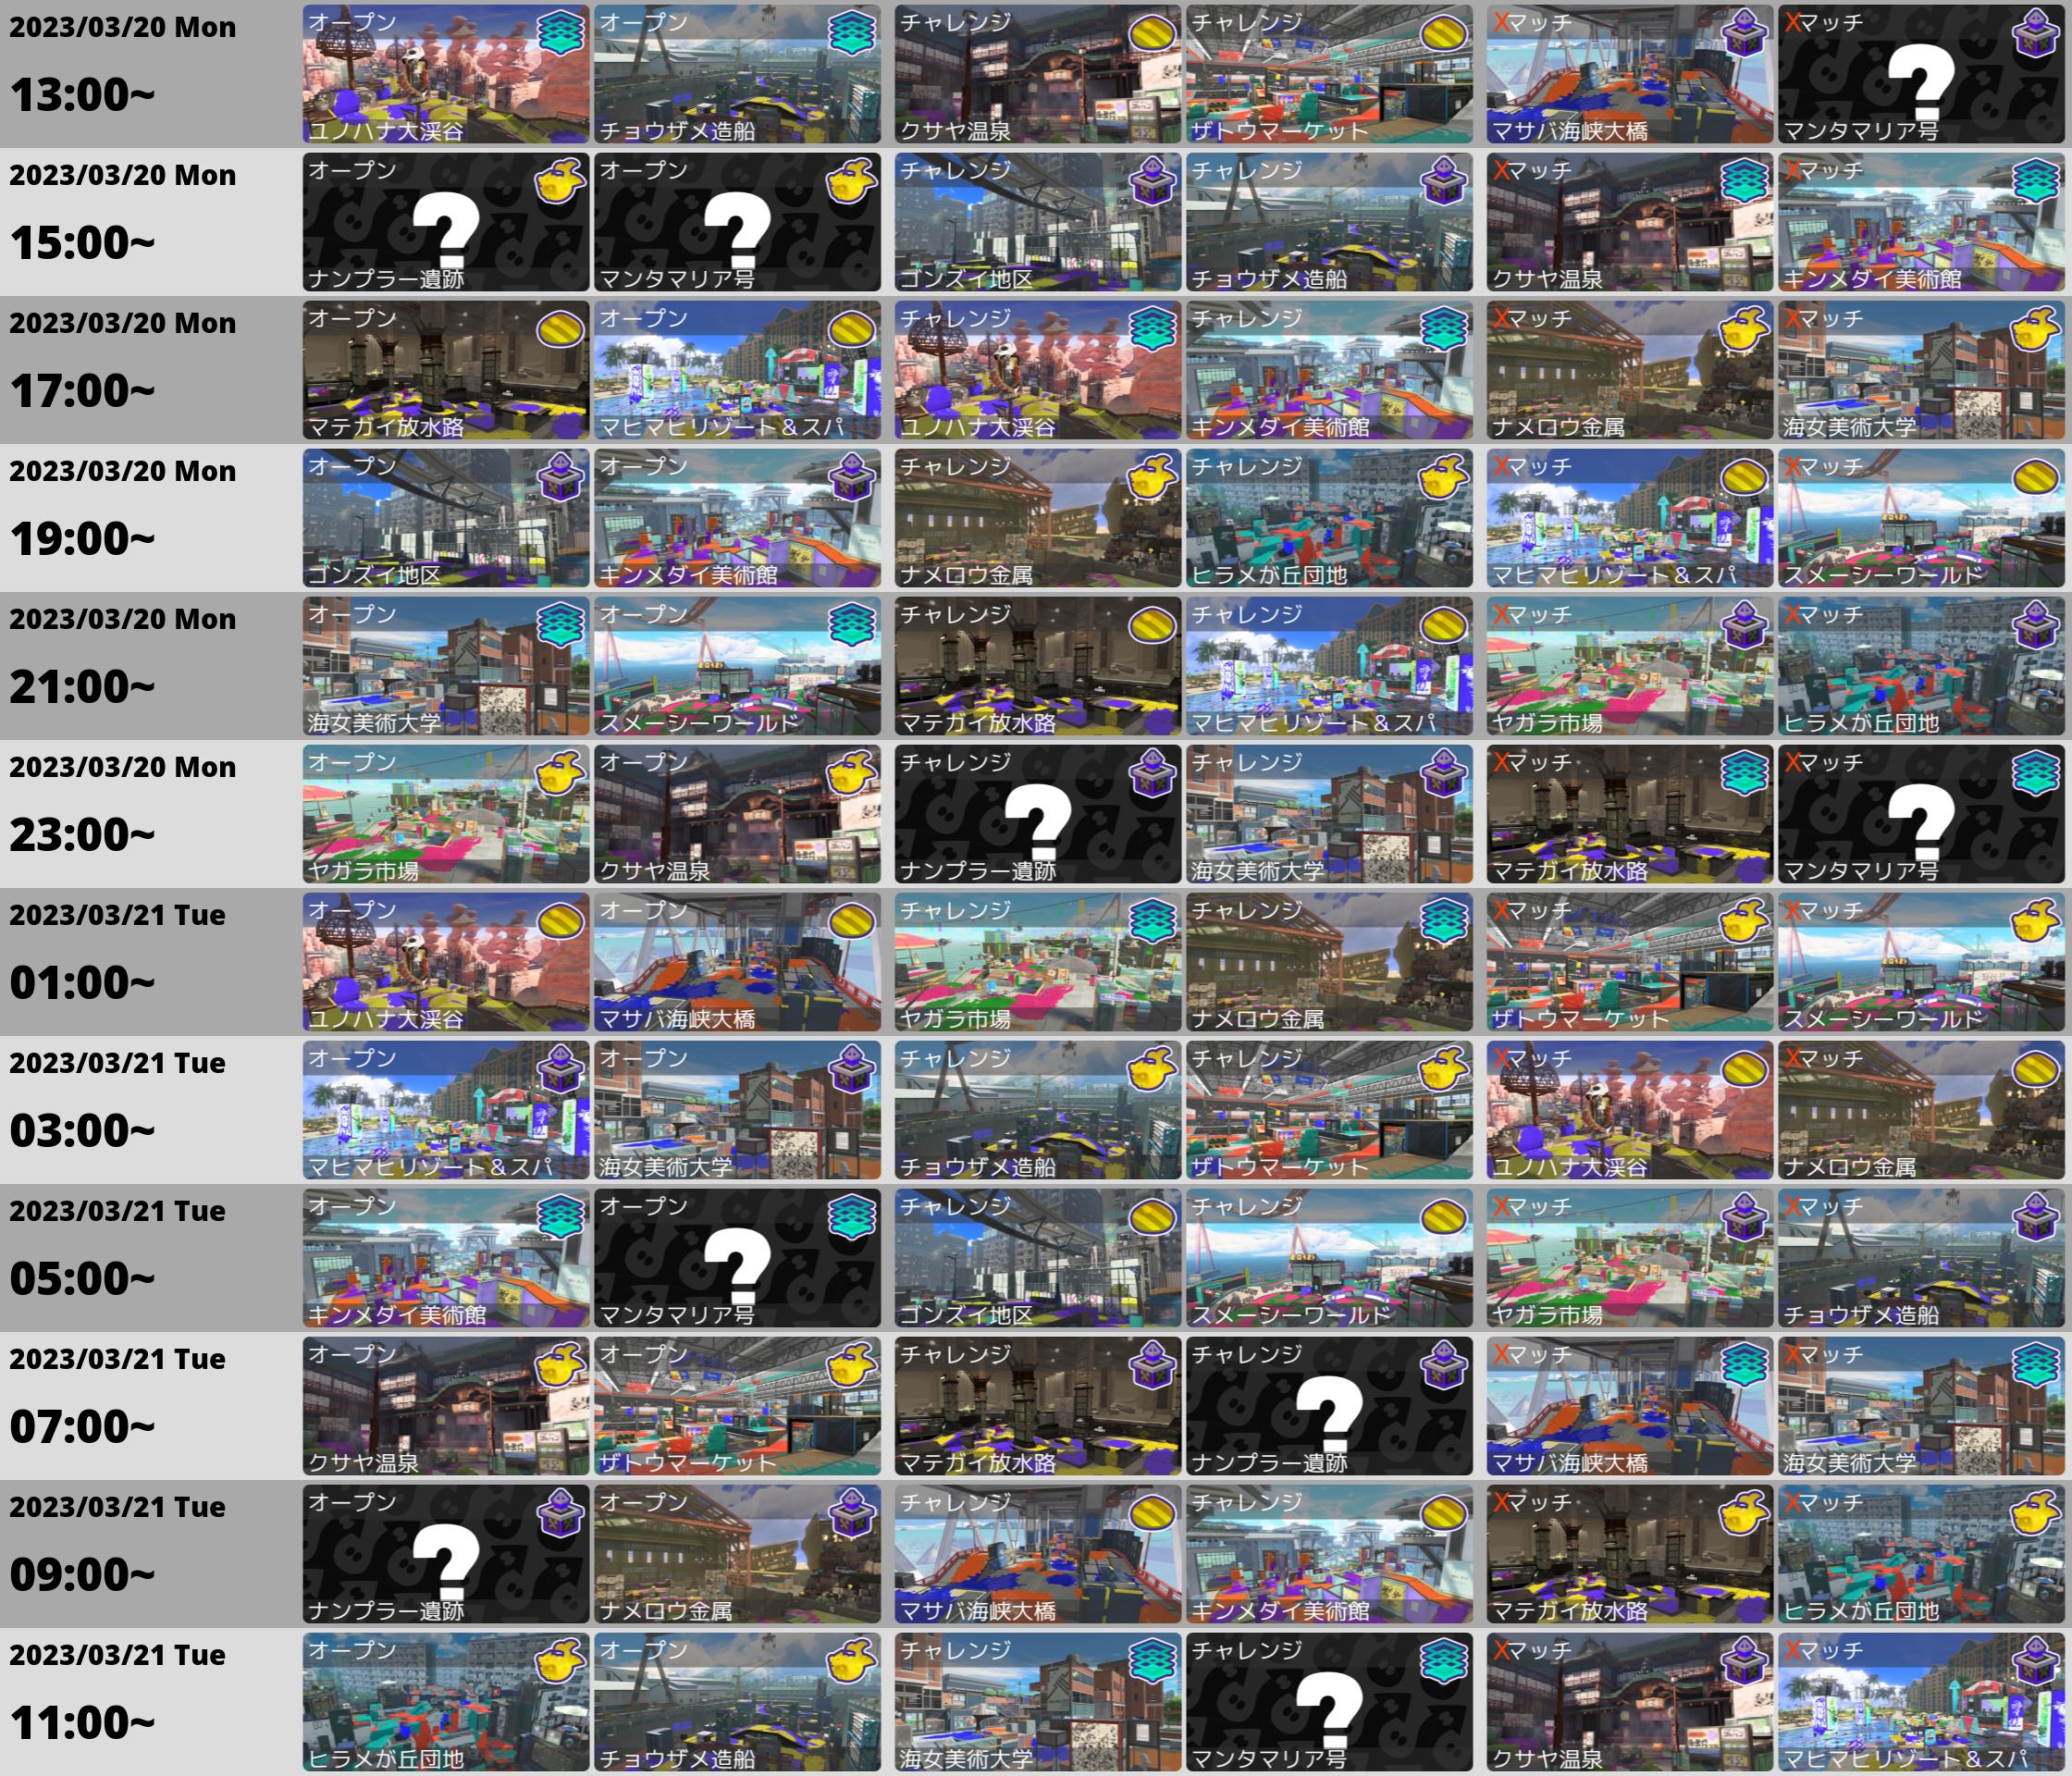 2023/03/20 Mon
13:00~
オープン オープン チャレンジ チャレンジ Xマッチ Xマッチ
ユノハナ大渓谷 チョウザメ造船 クサヤ温泉 ザトウマーケット マサバ海峡大橋 マンタマリア号
2023/03/20 Mon
15:00~
オープン オープン チャレンジ チャレンジ Xマッチ Xマッチ
ナンプラー遺跡 マンタマリア号 ゴンズイ地区 チョウザメ造船 クサヤ温泉 キンメダイ美術館
2023/03/20 Mon
17:00~
オープン オープン チャレンジ チャレンジ Xマッチ Xマッチ
マテガイ放水路 マヒマヒリゾート&スパ ユノハナ大渓谷 キンメダイ美術館 ナメロウ金属 海女美術大学
2023/03/20 Mon
19:00~
オープン オープン チャレンジ チャレンジ Xマッチ Xマッチ
ゴンズイ地区 キンメダイ美術館 ナメロウ金属 ヒラメが丘団地 マヒマヒリゾート&スパ スメーシーワールド
2023/03/20 Mon
21:00~
オープン オープン チャレンジ チャレンジ Xマッチ Xマッチ
海女美術大学 スメーシーワールド マテガイ放水路 マヒマヒリゾート&スパ ヤガラ市場 ヒラメが丘団地
2023/03/20 Mon
23:00~
オープン オープン チャレンジ チャレンジ Xマッチ Xマッチ
ヤガラ市場 クサヤ温泉 ナンプラー遺跡 海女美術大学 マテガイ放水路 マンタマリア号
2023/03/21 Tue
01:00~
オープン オープン チャレンジ チャレンジ Xマッチ Xマッチ
ユノハナ大渓谷 マサバ海峡大橋 ヤガラ市場 ナメロウ金属 ザトウマーケット スメーシーワールド
2023/03/21 Tue
03:00~
オープン オープン チャレンジ チャレンジ Xマッチ Xマッチ
マヒマヒリゾート&スパ 海女美術大学 チョウザメ造船 ザトウマーケット ユノハナ大渓谷 ナメロウ金属
2023/03/21 Tue
05:00~
オープン オープン チャレンジ チャレンジ Xマッチ Xマッチ
キンメダイ美術館 マンタマリア号 ゴンズイ地区 スメーシーワールド ヤガラ市場 チョウザメ造船
2023/03/21 Tue
07:00~
オープン オープン チャレンジ チャレンジ Xマッチ Xマッチ
クサヤ温泉 ザトウマーケット マテガイ放水路 ナンプラー遺跡 マサバ海峡大橋 海女美術大学
2023/03/21 Tue
09:00~
オープン オープン チャレンジ チャレンジ Xマッチ Xマッチ
ナンプラー遺跡 ナメロウ金属 マサバ海峡大橋 キンメダイ美術館 マテガイ放水路 ヒラメが丘団地
2023/03/21 Tue
11:00~
オープン オープン チャレンジ チャレンジ Xマッチ Xマッチ
ヒラメが丘団地 チョウザメ造船 海女美術大学 マンタマリア号 クサヤ温泉 マヒマヒリゾート&スパ